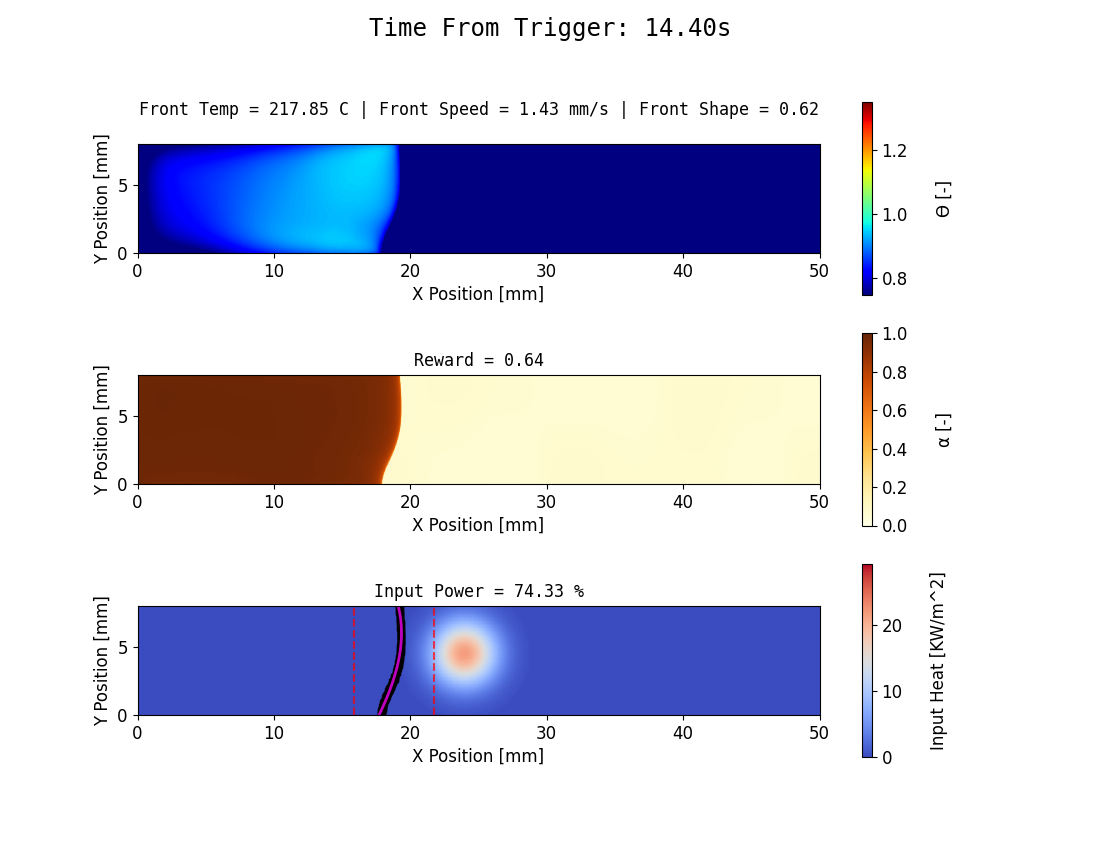 Time From Trigger: 14.40s
Front Temp = 217.85 C | Front Speed = 1.43 mm/s | Front Shape = 0.62
Y Position [mm]
5
0
0 10 20 30 40 50
X Position [mm]
1.2
1.0
0.8
Θ [-]
Reward = 0.64
Y Position [mm]
5
0
0 10 20 30 40 50
X Position [mm]
1.0
0.8
0.6
0.4
0.2
0.0
α [-]
Input Power = 74.33 %
Y Position [mm]
5
0
0 10 20 30 40 50
X Position [mm]
20
10
0
Input Heat [KW/m^2]